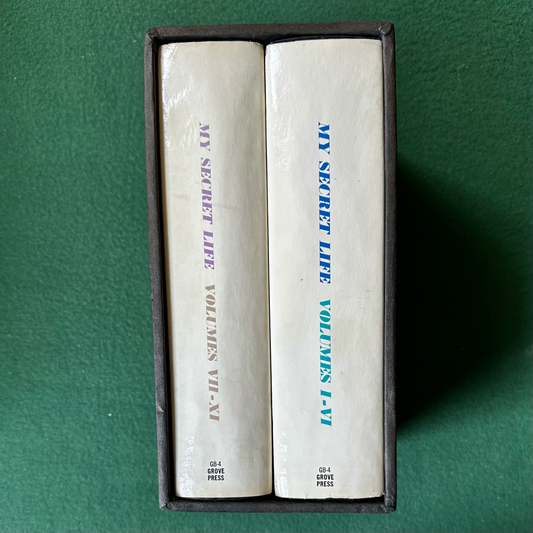 MY SECRET LIFE VOLUMES VII-XI
GB-4
GROVE
PRESS
MY SECRET LIFE VOLUMES I-VI
GB-4
GROVE
PRESS